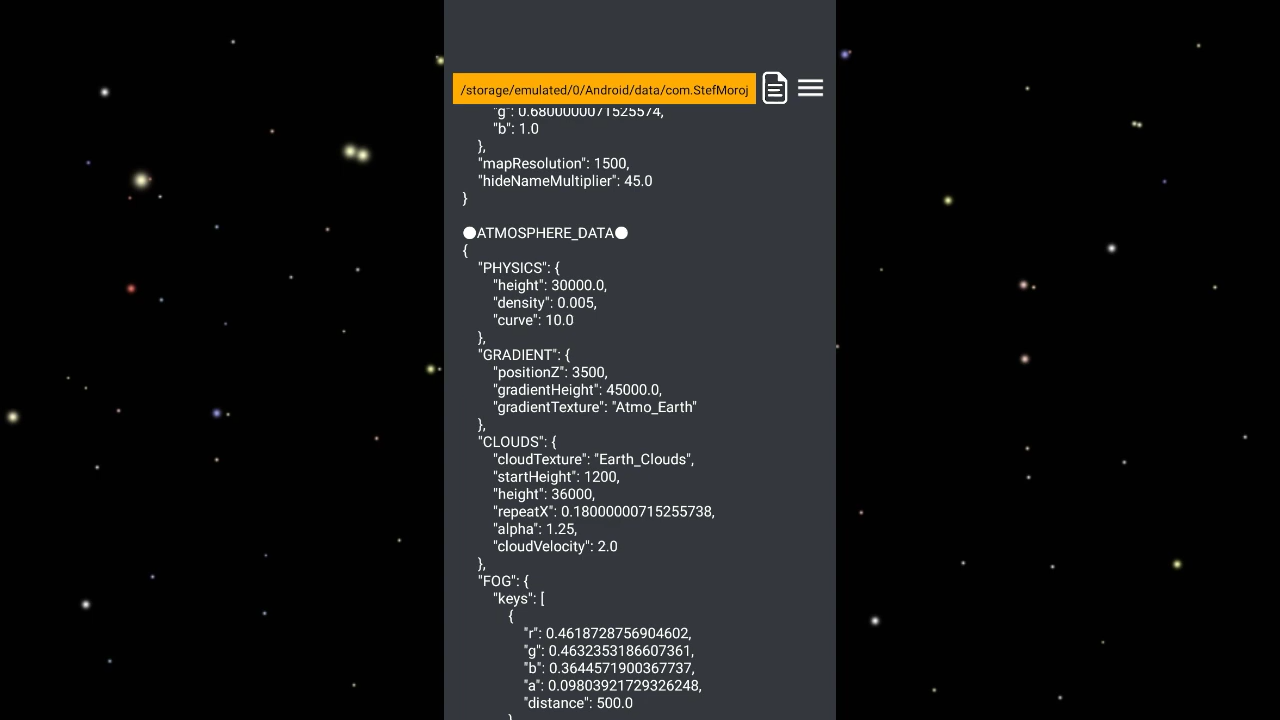 /storage/emulated/0/Android/data/com.StefMoroj
"g": 0.6800000071525574,
"b": 1.0
},
"mapResolution": 1500,
"hideNameMultiplier": 45.0
}
●ATMOSPHERE_DATA●
{
"PHYSICS": {
"height": 30000.0,
"density": 0.005,
"curve": 10.0
},
"GRADIENT": {
"positionZ": 3500,
"gradientHeight": 45000.0,
"gradientTexture": "Atmo_Earth"
},
"CLOUDS": {
"cloudTexture": "Earth_Clouds",
"startHeight": 1200,
"height": 36000,
"repeatX": 0.18000000715255738,
"alpha": 1.25,
"cloudVelocity": 2.0
},
"FOG": {
"keys": [
{
"r": 0.4618728756904602,
"g": 0.4632353186607361,
"b": 0.3644571900367737,
"a": 0.09803921729326248,
"distance": 500.0
}